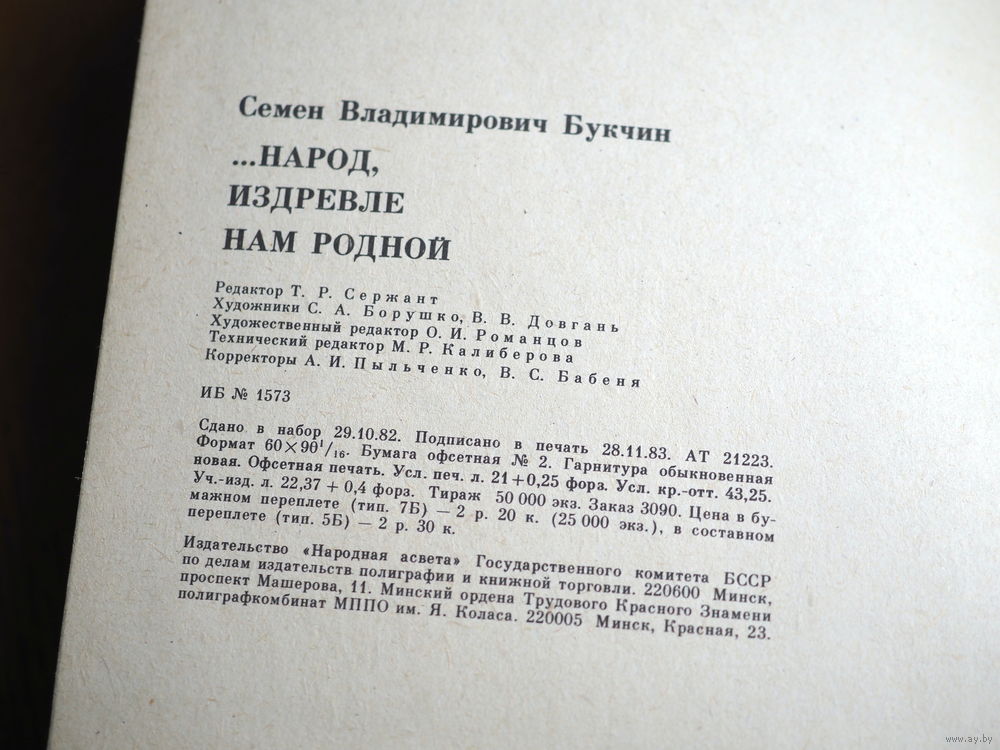 Семен Владимирович Букчин
...НАРОД,
ИЗДРЕВЛЕ
НАМ РОДНОЙ
Редактор Т. Р. Сержант
Художники С. А. Борушко, В. В. Довгань
Художественный редактор О. И. Романцов
Технический редактор М. Р. Калиберова
Корректоры А. И. Пыльченко, В. С. Бабеня
ИБ № 1573
Сдано в набор 29.10.82. Подписано в печать 28.11.83. АТ 21223.
Формат 60×90¹/₁₆. Бумага офсетная № 2. Гарнитура обыкновенная
новая. Офсетная печать. Усл. печ. л. 21+0,25 форз. Усл. кр.-отт. 43,25.
Уч.-изд. л. 22,37 + 0,4 форз. Тираж 50 000 экз. Заказ 3090. Цена в бу-
мажном переплете (тип. 7Б) — 2 р. 20 к. (25 000 экз.), в составном
переплете (тип. 5Б) — 2 р. 30 к.
Издательство «Народная асвета» Государственного комитета БССР
по делам издательств полиграфии и книжной торговли. 220600 Минск,
проспект Машерова, 11. Минский ордена Трудового Красного Знамени
полиграфкомбинат МППО им. Я. Коласа. 220005 Минск, Красная, 23.
www.ay.by